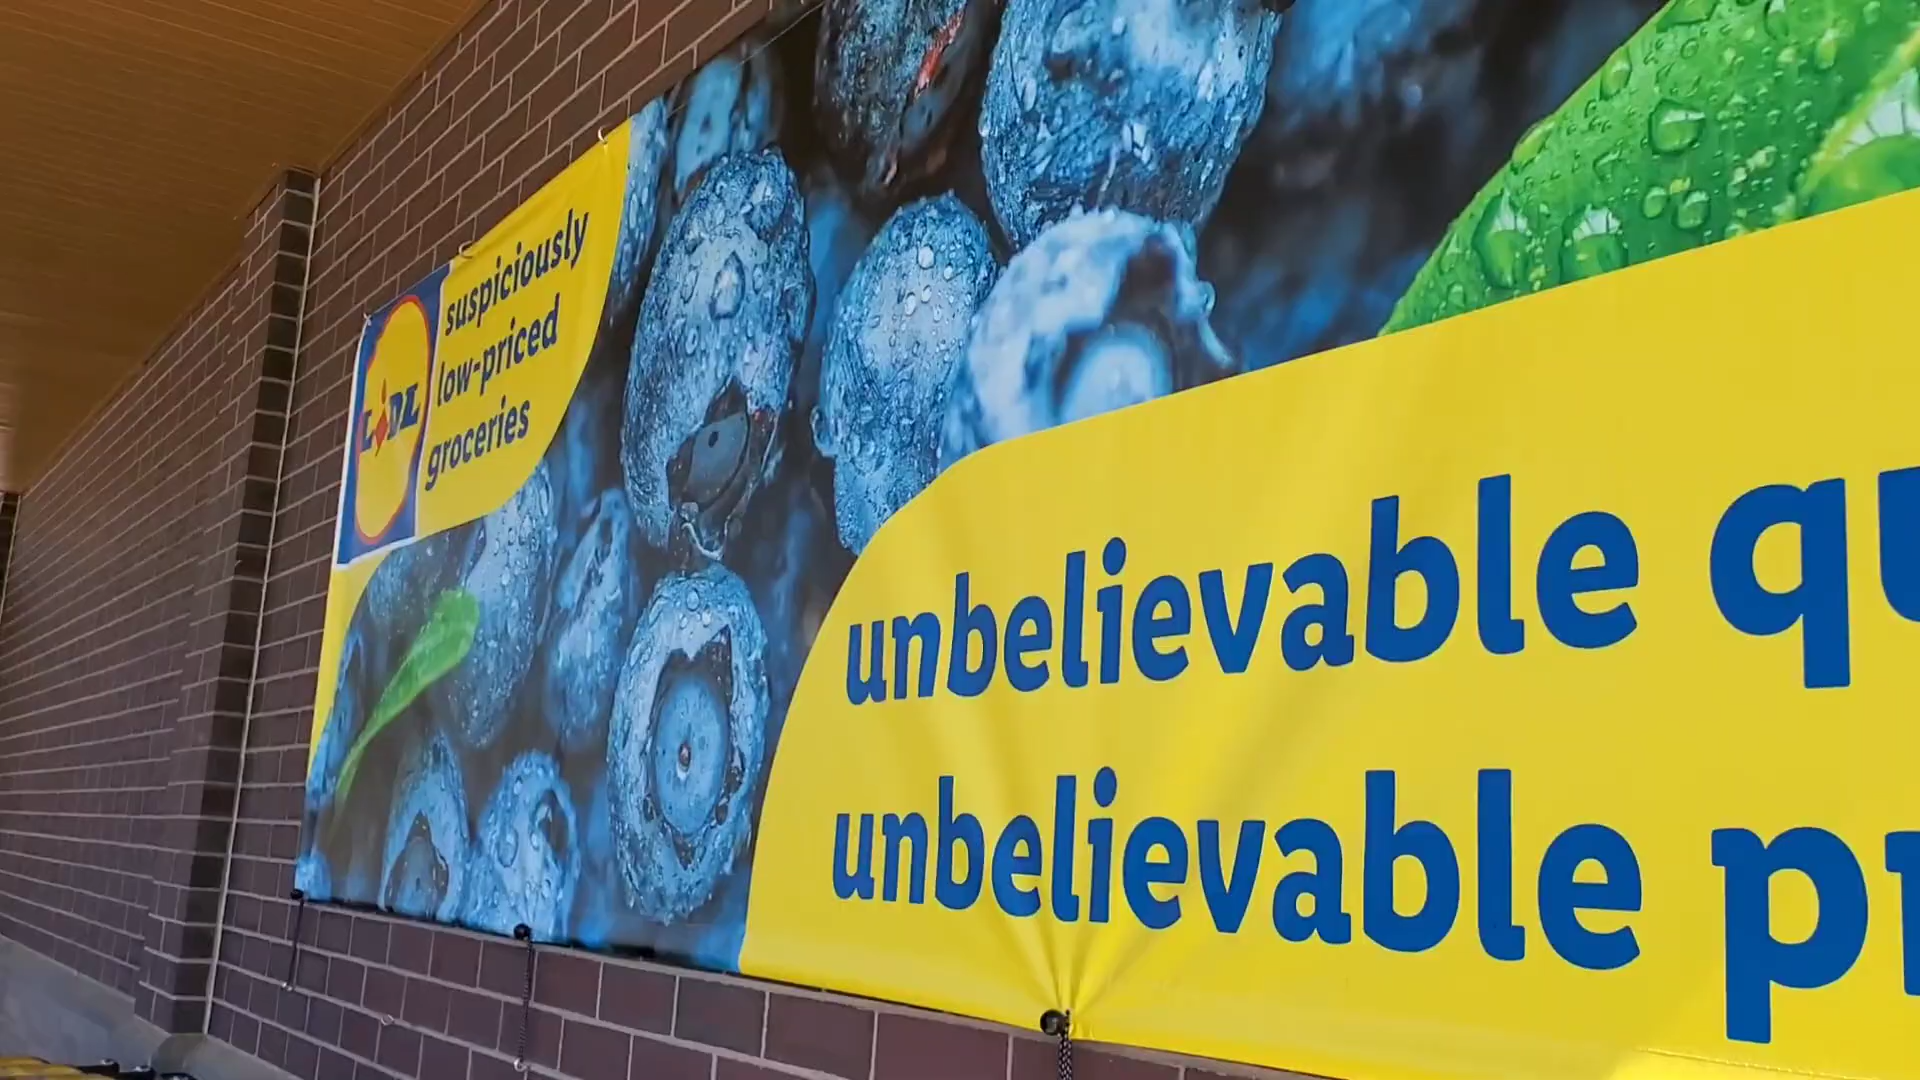 LiDL
suspiciously
low-priced
groceries
unbelievable qu
unbelievable pr